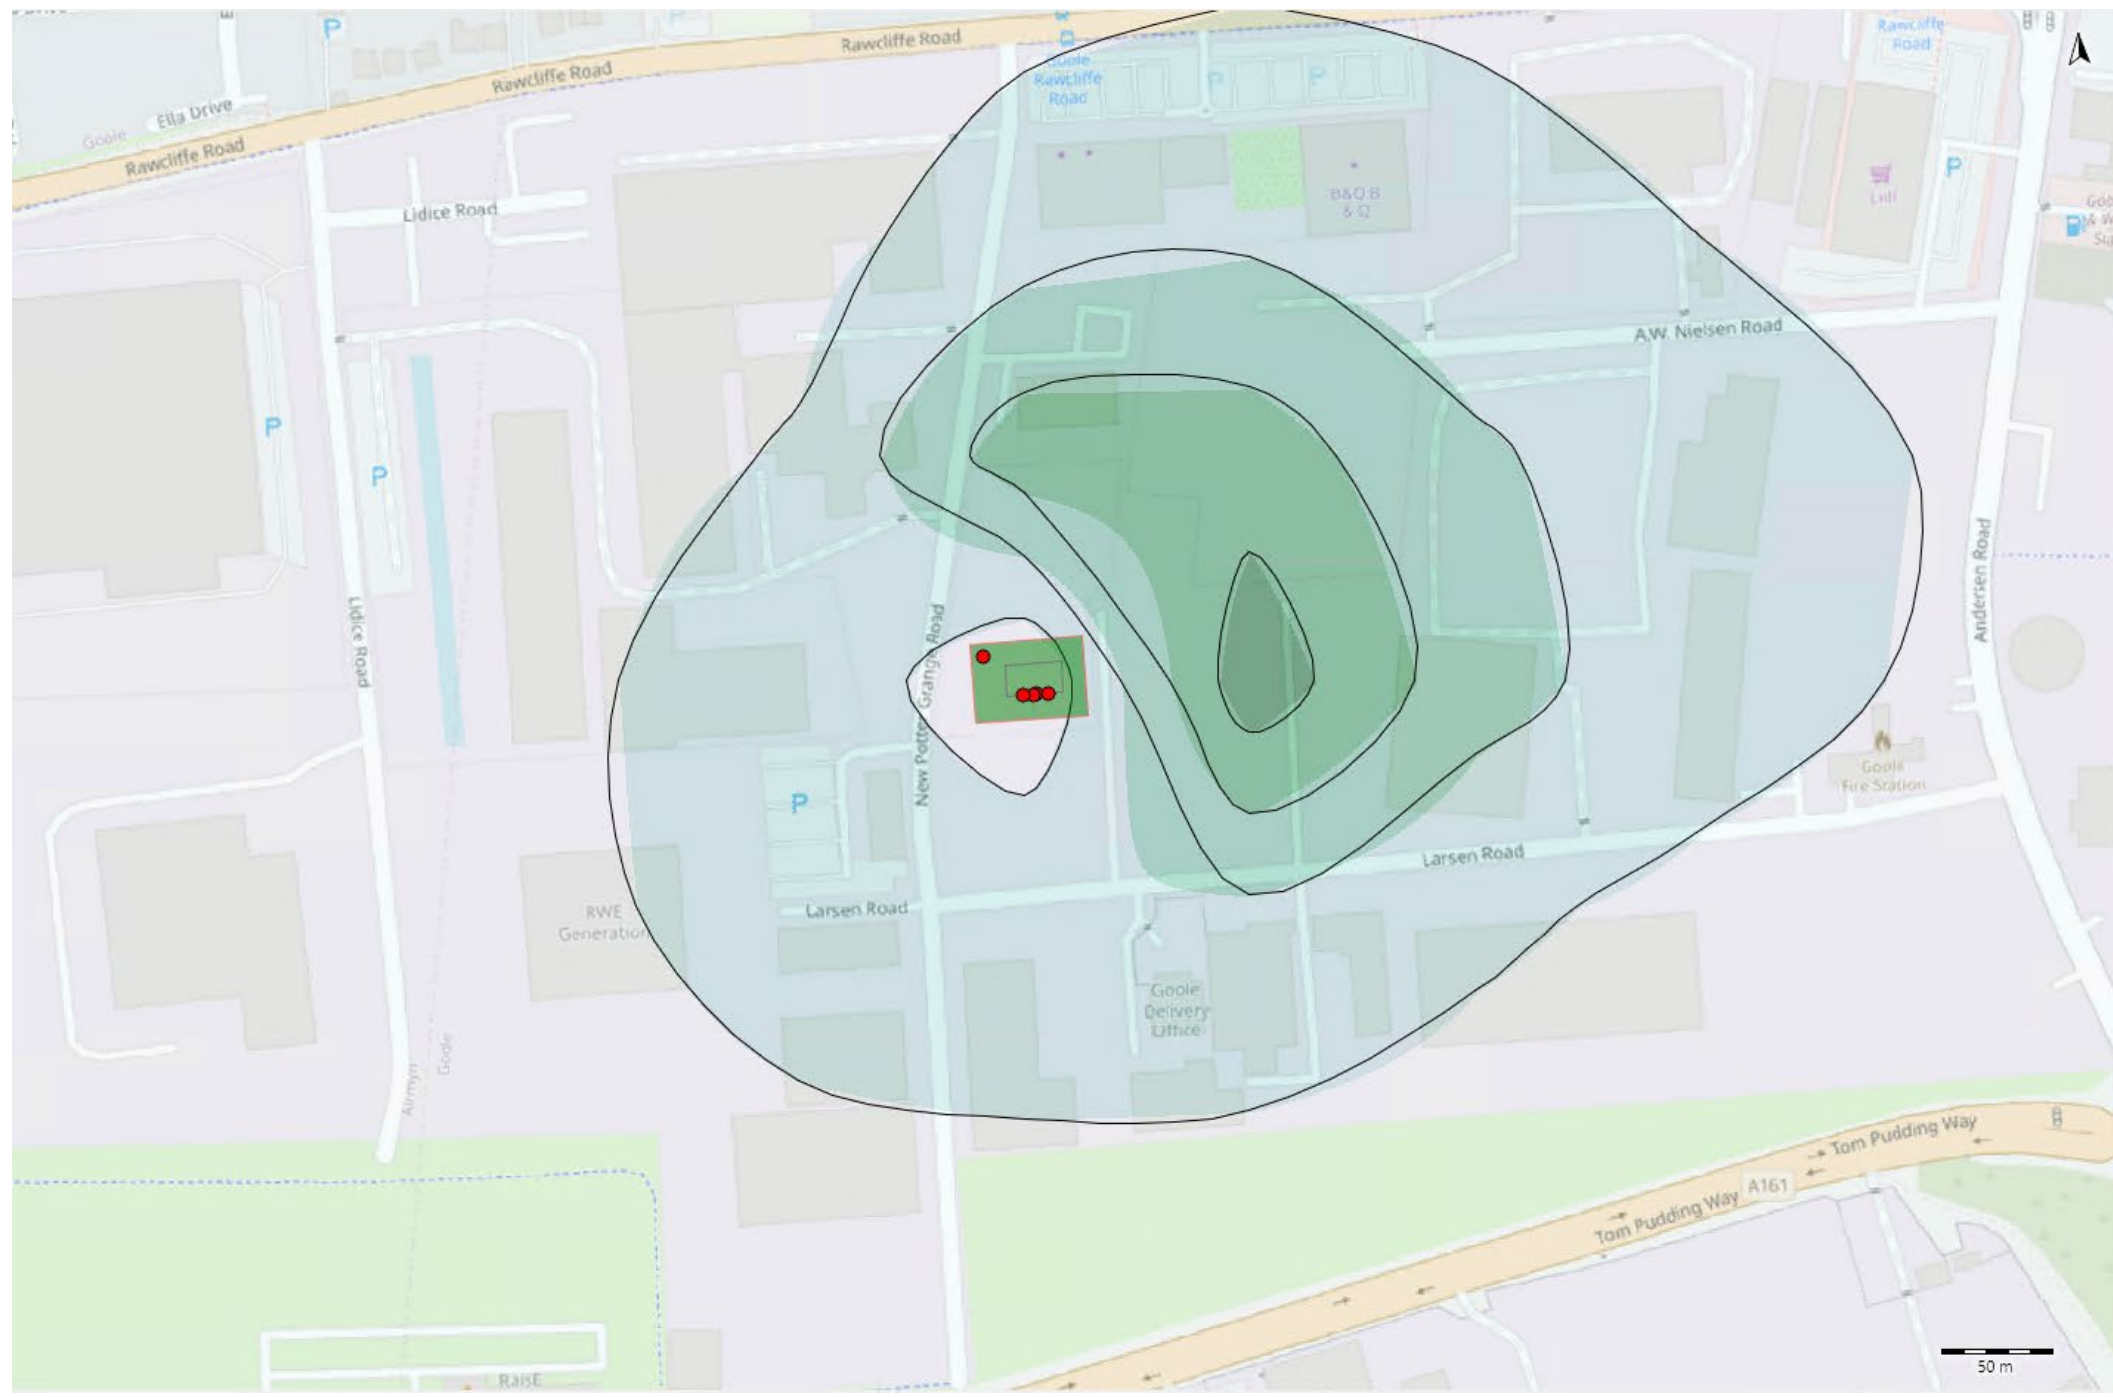 Rawcliffe Road
Rawcliffe Road
Rawcliffe Road
Ella Drive
Goole
Goole
Rawcliffe
Road
Rawcliffe
Road
P
P
P
Lidice Road
B&Q B
& Q
Lidl
P
A.W. Nielsen Road
P
P
Andersen Road
Lidice Road
New Potter Grange Road
P
Goole
Fire Station
Larsen Road
Larsen Road
RWE
Generation
Goole
Delivery
Office
Goole
Airmyn
Tom Pudding Way
A161
Tom Pudding Way
50 m
RaisE